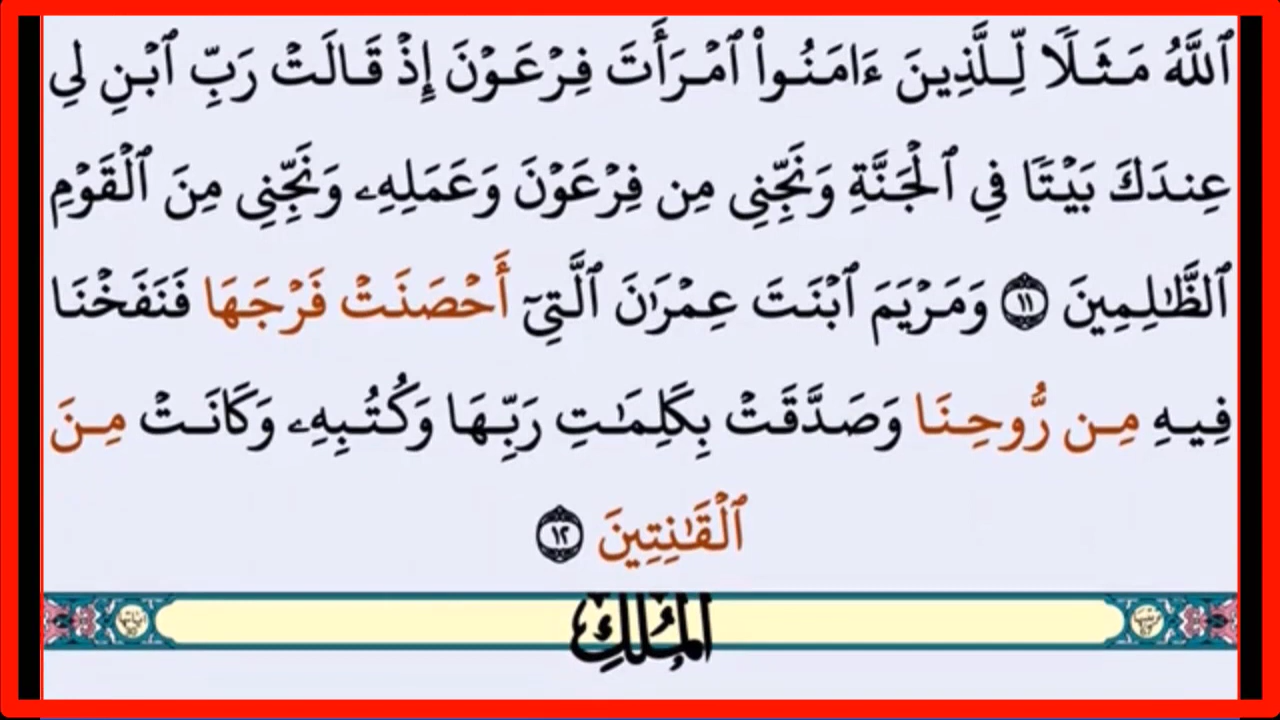 ٱللَّهُ مَثَلًا لِّلَّذِينَ ءَامَنُوا۟ ٱمْرَأَتَ فِرْعَوْنَ إِذْ قَالَتْ رَبِّ ٱبْنِ لِي
عِندَكَ بَيْتًا فِي ٱلْجَنَّةِ وَنَجِّنِي مِن فِرْعَوْنَ وَعَمَلِهِۦ وَنَجِّنِي مِنَ ٱلْقَوْمِ
ٱلظَّٰلِمِينَ ١١ وَمَرْيَمَ ٱبْنَتَ عِمْرَٰنَ ٱلَّتِيٓ أَحْصَنَتْ فَرْجَهَا فَنَفَخْنَا
فِيهِ مِن رُّوحِنَا وَصَدَّقَتْ بِكَلِمَٰتِ رَبِّهَا وَكُتُبِهِۦ وَكَانَتْ مِنَ
ٱلْقَٰنِتِينَ ١٢
المُلْكِ